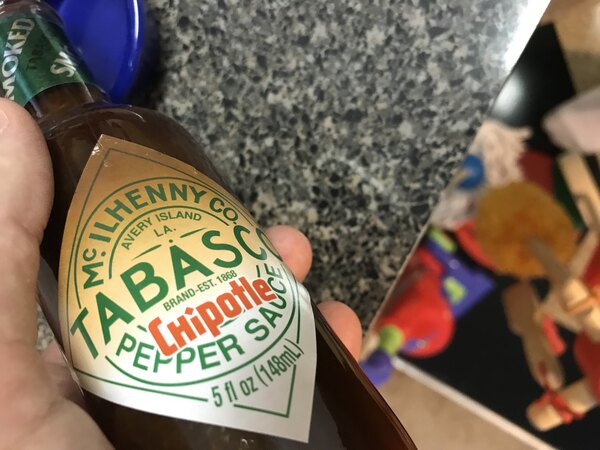 SMOKED
McILHENNY CO.
AVERY ISLAND
LA.
TABASCO
BRAND-EST. 1868
Chipotle
PEPPER SAUCE
5 fl oz (148mL)